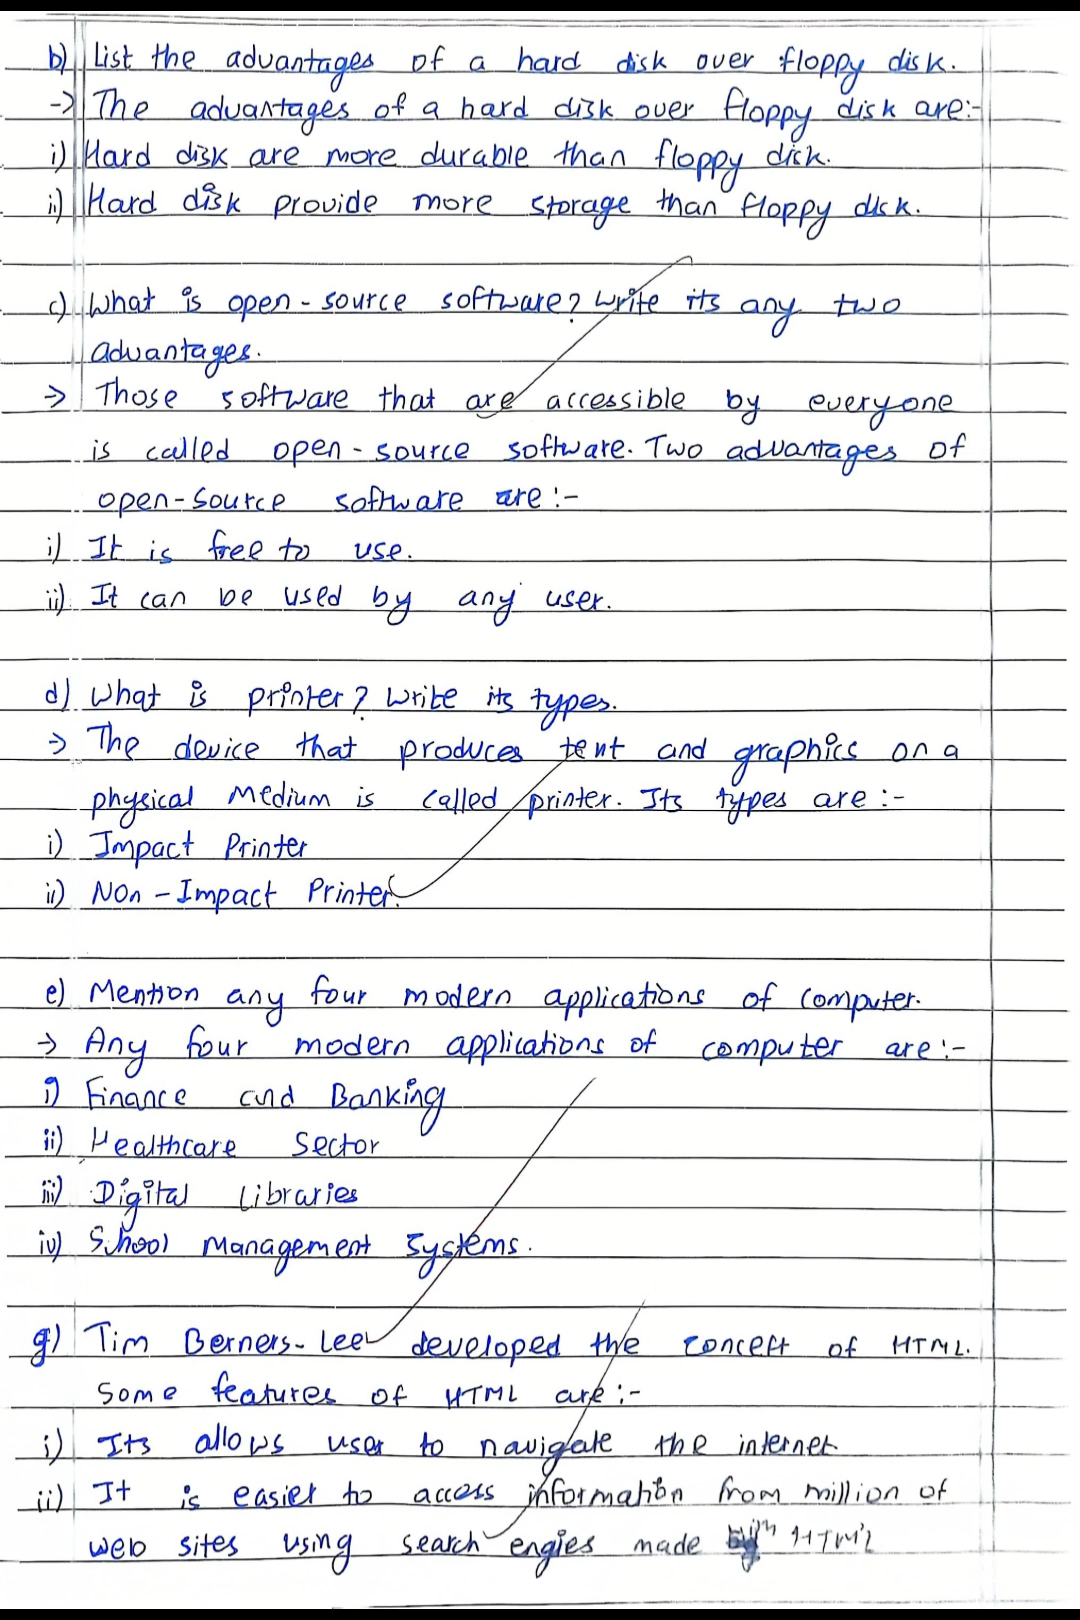 b) List the advantages of a hard disk over floppy disk.
-> The advantages of a hard disk over floppy disk are:-
i) Hard disk are more durable than floppy dick.
ii) Hard disk provide more storage than floppy disk.
c) What is open-source software? Write its any two
advantages.
-> Those software that are accessible by everyone
is called open-source software. Two advantages of
open-source software are :-
i) It is free to use.
ii) It can be used by any user.
d) What is printer? Write its types.
-> The device that produces text and graphics on a
physical medium is called printer. Its types are :-
i) Impact Printer
ii) Non-Impact Printer.
e) Mention any four modern applications of computer.
-> Any four modern applications of computer are :-
i) Finance and Banking
ii) Healthcare Sector
iii) Digital Libraries
iv) School Management Systems.
g) Tim Berners-Lee developed the concept of HTML.
Some features of HTML are :-
i) Its allows user to navigate the internet
ii) It is easier to access information from million of
web sites using search engies made HTML